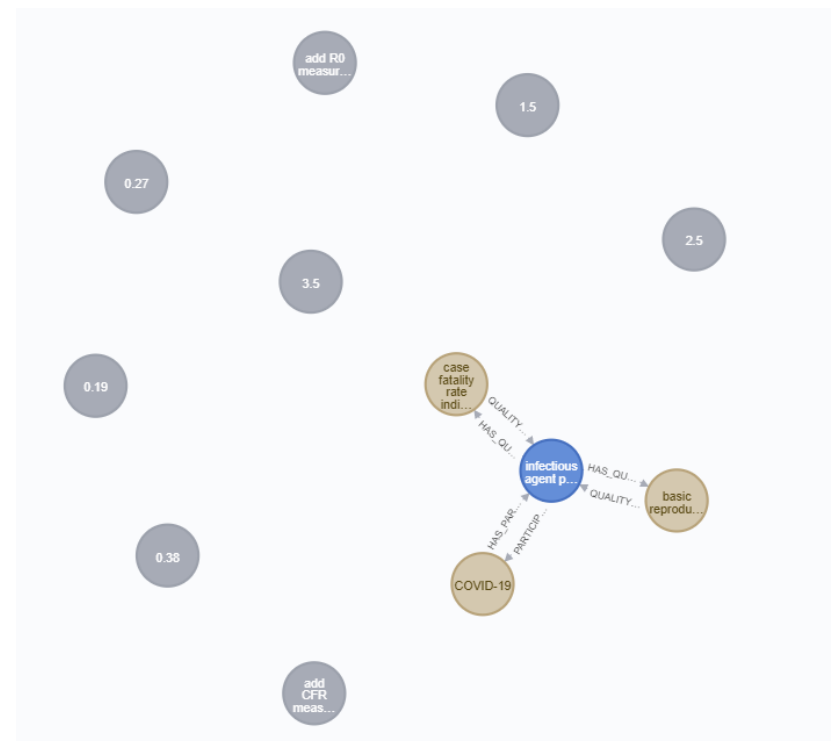 add R0
measur...
1.5
0.27
2.5
3.5
case
fatality
rate
indi...
0.19
QUALITY...
HAS_QU...
infectious
agent p...
HAS_QU...
QUALITY...
basic
reprodu...
HAS_PAR...
PARTICIP...
0.38
COVID-19
add
CFR
meas...